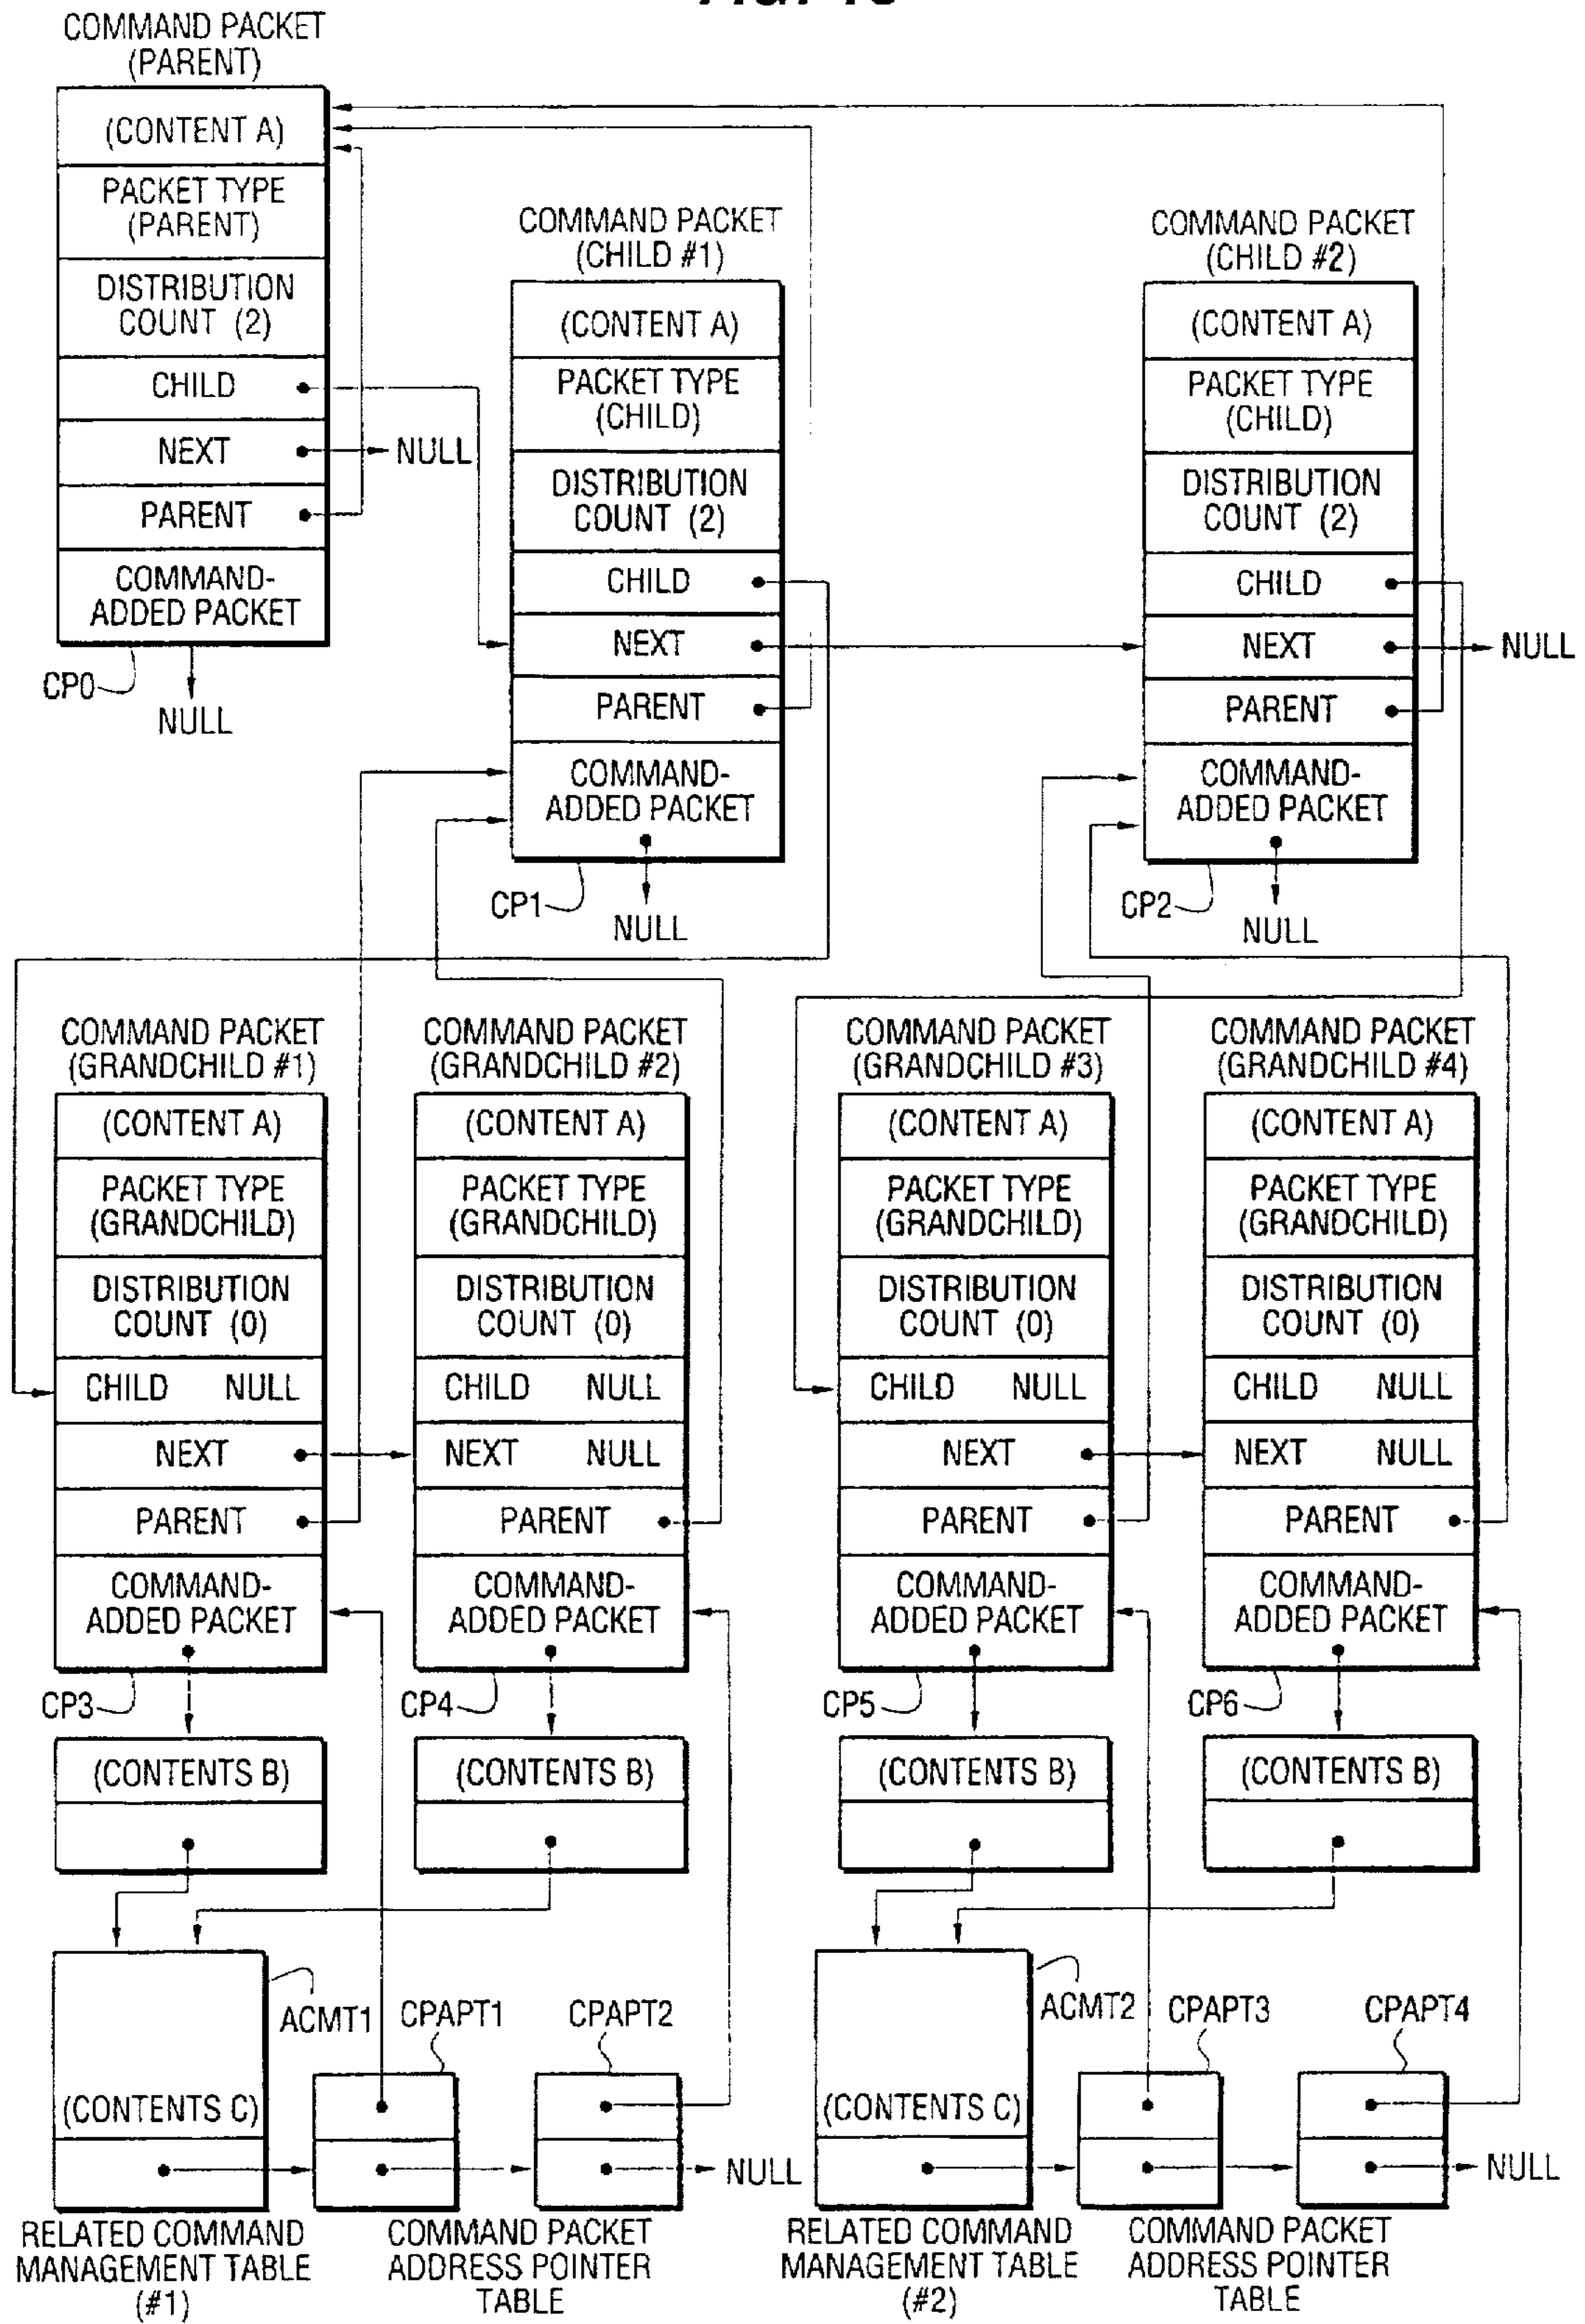 COMMAND PACKET
(PARENT)
(CONTENT A)
PACKET TYPE
(PARENT)
DISTRIBUTION
COUNT (2)
CHILD
NEXT
NULL
PARENT
COMMAND-
ADDED PACKET
CP0
NULL
COMMAND PACKET
(CHILD #1)
(CONTENT A)
PACKET TYPE
(CHILD)
DISTRIBUTION
COUNT (2)
CHILD
NEXT
PARENT
COMMAND-
ADDED PACKET
CP1
NULL
COMMAND PACKET
(CHILD #2)
(CONTENT A)
PACKET TYPE
(CHILD)
DISTRIBUTION
COUNT (2)
CHILD
NEXT
NULL
PARENT
COMMAND-
ADDED PACKET
CP2
NULL
COMMAND PACKET
(GRANDCHILD #1)
(CONTENT A)
PACKET TYPE
(GRANDCHILD)
DISTRIBUTION
COUNT (0)
CHILD NULL
NEXT
PARENT
COMMAND-
ADDED PACKET
CP3
(CONTENTS B)
COMMAND PACKET
(GRANDCHILD #2)
(CONTENT A)
PACKET TYPE
(GRANDCHILD)
DISTRIBUTION
COUNT (0)
CHILD NULL
NEXT NULL
PARENT
COMMAND-
ADDED PACKET
CP4
(CONTENTS B)
COMMAND PACKET
(GRANDCHILD #3)
(CONTENT A)
PACKET TYPE
(GRANDCHILD)
DISTRIBUTION
COUNT (0)
CHILD NULL
NEXT
PARENT
COMMAND-
ADDED PACKET
CP5
(CONTENTS B)
COMMAND PACKET
(GRANDCHILD #4)
(CONTENT A)
PACKET TYPE
(GRANDCHILD)
DISTRIBUTION
COUNT (0)
CHILD NULL
NEXT NULL
PARENT
COMMAND-
ADDED PACKET
CP6
(CONTENTS B)
ACMT1
(CONTENTS C)
RELATED COMMAND
MANAGEMENT TABLE
(#1)
CPAPT1
CPAPT2
NULL
COMMAND PACKET
ADDRESS POINTER
TABLE
ACMT2
(CONTENTS C)
RELATED COMMAND
MANAGEMENT TABLE
(#2)
CPAPT3
CPAPT4
NULL
COMMAND PACKET
ADDRESS POINTER
TABLE